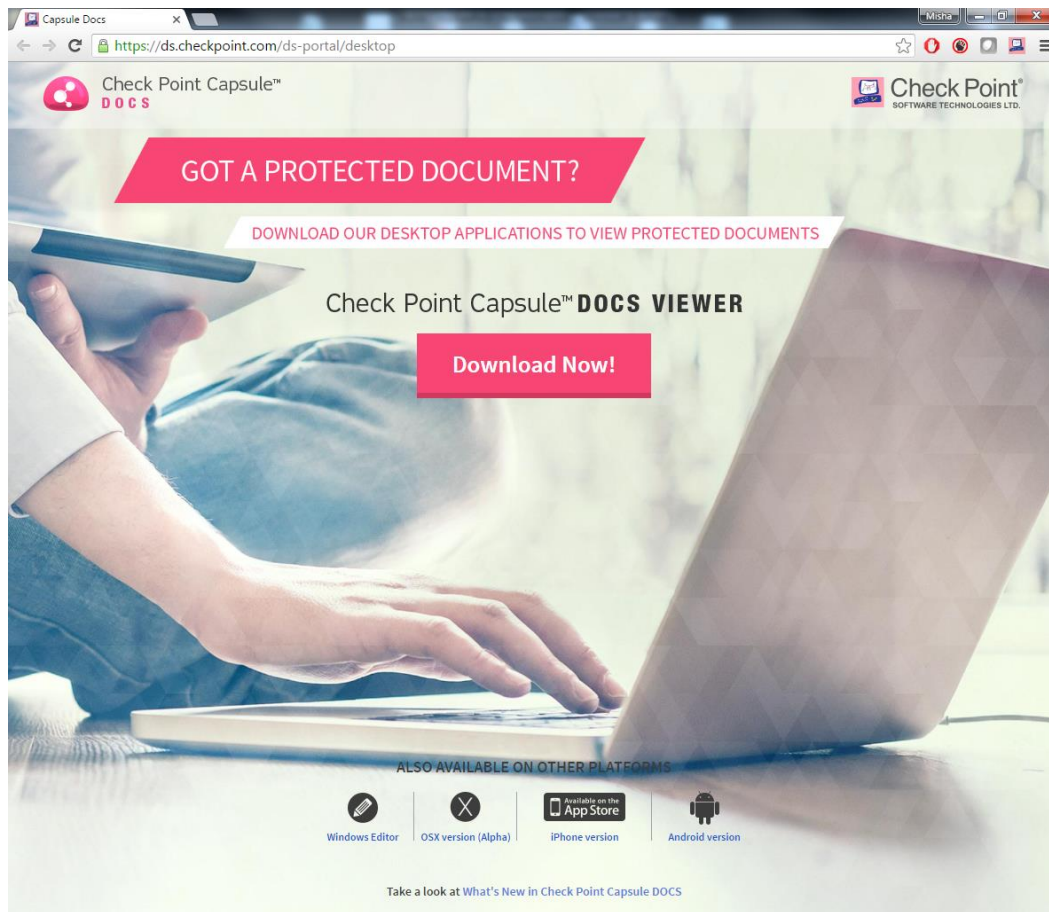 Capsule Docs
Misha
https://ds.checkpoint.com/ds-portal/desktop
Check Point Capsule™
DOCS
Check Point®
SOFTWARE TECHNOLOGIES LTD.
GOT A PROTECTED DOCUMENT?
DOWNLOAD OUR DESKTOP APPLICATIONS TO VIEW PROTECTED DOCUMENTS
Check Point Capsule™ DOCS VIEWER
Download Now!
ALSO AVAILABLE ON OTHER PLATFORMS
Available on the
App Store
Windows Editor
OSX version (Alpha)
iPhone version
Android version
Take a look at What's New in Check Point Capsule DOCS